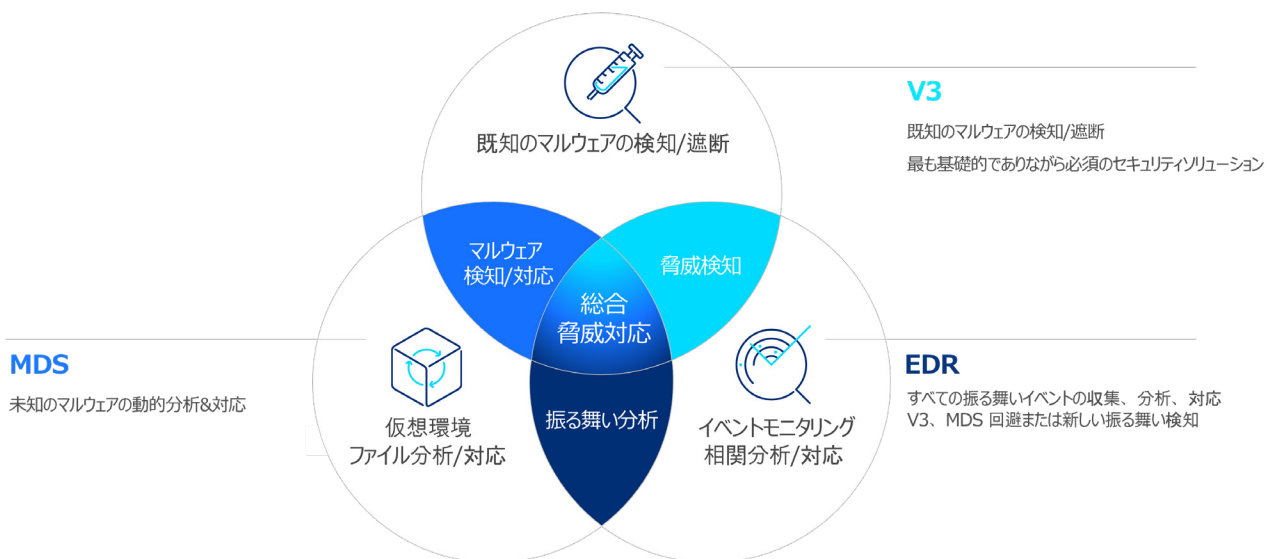 既知のマルウェアの検知/遮断
V3
既知のマルウェアの検知/遮断
最も基礎的でありながら必須のセキュリティソリューション
マルウェア
検知/対応
脅威検知
総合
脅威対応
MDS
未知のマルウェアの動的分析&対応
仮想環境
ファイル分析/対応
振る舞い分析
イベントモニタリング
相関分析/対応
EDR
すべての振る舞いイベントの収集、分析、対応
V3、MDS 回避または新しい振る舞い検知